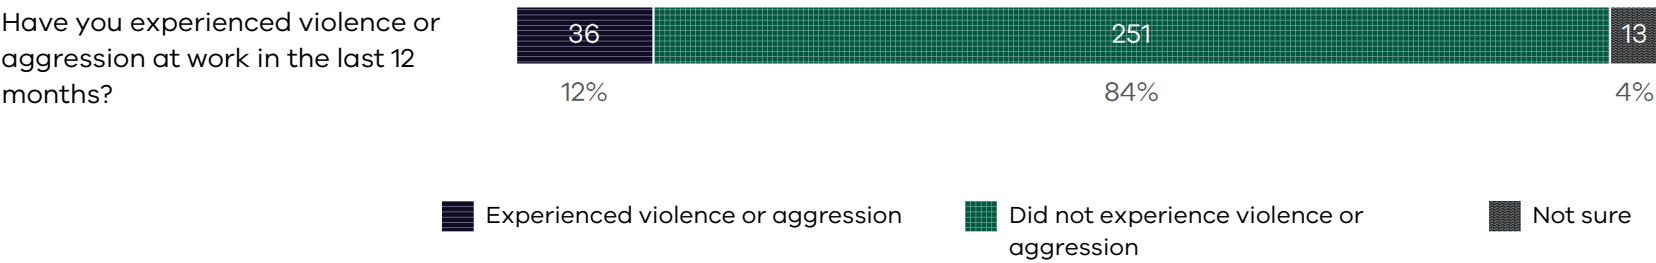 Have you experienced violence or
aggression at work in the last 12
months?
36
251
13
12%
84%
4%
Experienced violence or aggression
Did not experience violence or
aggression
Not sure